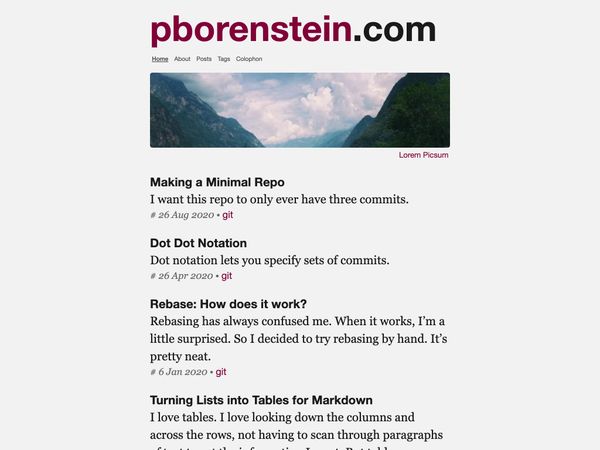 pborenstein.com
Home About Posts Tags Colophon
Lorem Picsum
Making a Minimal Repo
I want this repo to only ever have three commits.
# 26 Aug 2020 • git
Dot Dot Notation
Dot notation lets you specify sets of commits.
# 26 Apr 2020 • git
Rebase: How does it work?
Rebasing has always confused me. When it works, I’m a
little surprised. So I decided to try rebasing by hand. It’s
pretty neat.
# 6 Jan 2020 • git
Turning Lists into Tables for Markdown
I love tables. I love looking down the columns and
across the rows, not having to scan through paragraphs